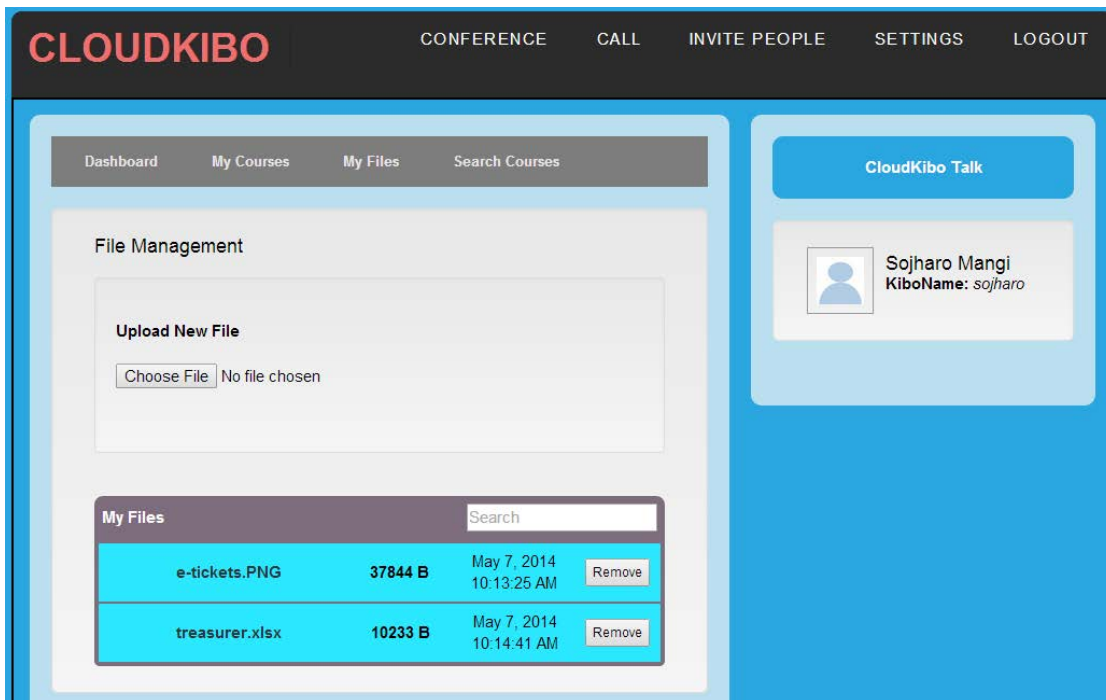 CLOUDKIBO
CONFERENCE CALL INVITE PEOPLE SETTINGS LOGOUT
Dashboard My Courses My Files Search Courses
File Management
Upload New File
Choose File No file chosen
My Files Search
e-tickets.PNG 37844 B May 7, 2014 10:13:25 AM Remove
treasurer.xlsx 10233 B May 7, 2014 10:14:41 AM Remove
CloudKibo Talk
Sojharo Mangi
KiboName: sojharo